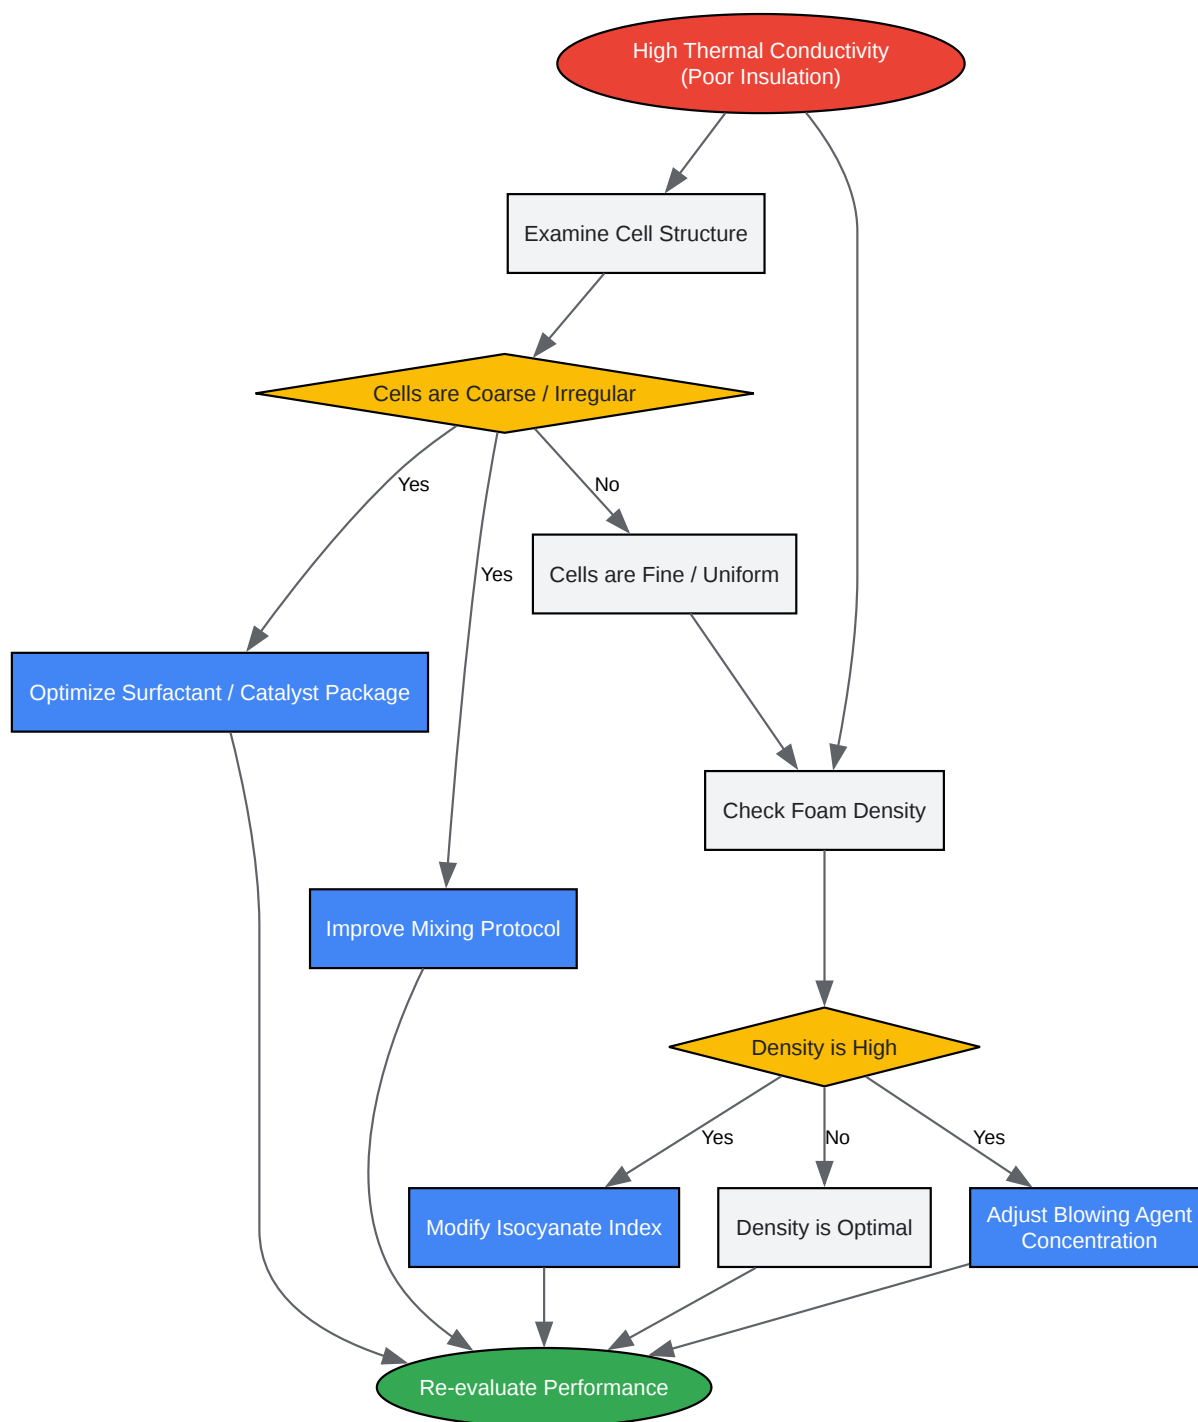 High Thermal Conductivity
(Poor Insulation)
Examine Cell Structure
Cells are Coarse / Irregular
Yes
No
Yes
Cells are Fine / Uniform
Optimize Surfactant / Catalyst Package
Check Foam Density
Improve Mixing Protocol
Density is High
Yes
No
Yes
Modify Isocyanate Index
Density is Optimal
Adjust Blowing Agent
Concentration
Re-evaluate Performance